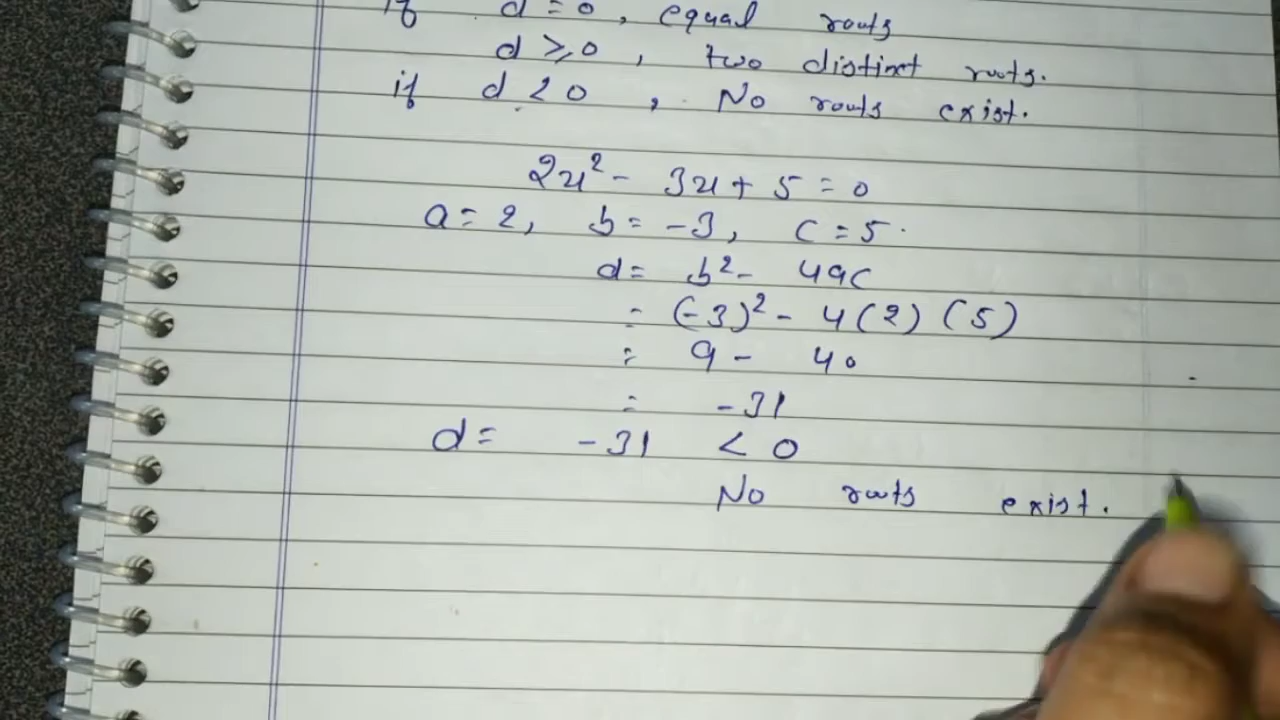 if d = 0, equal roots
d ≥ 0, two distinct roots.
if d < 0, No roots exist.
2x² - 3x + 5 = 0
a = 2, b = -3, c = 5.
d = b² - 4ac
= (-3)² - 4(2)(5)
= 9 - 40
= -31
d = -31 < 0
No roots exist.